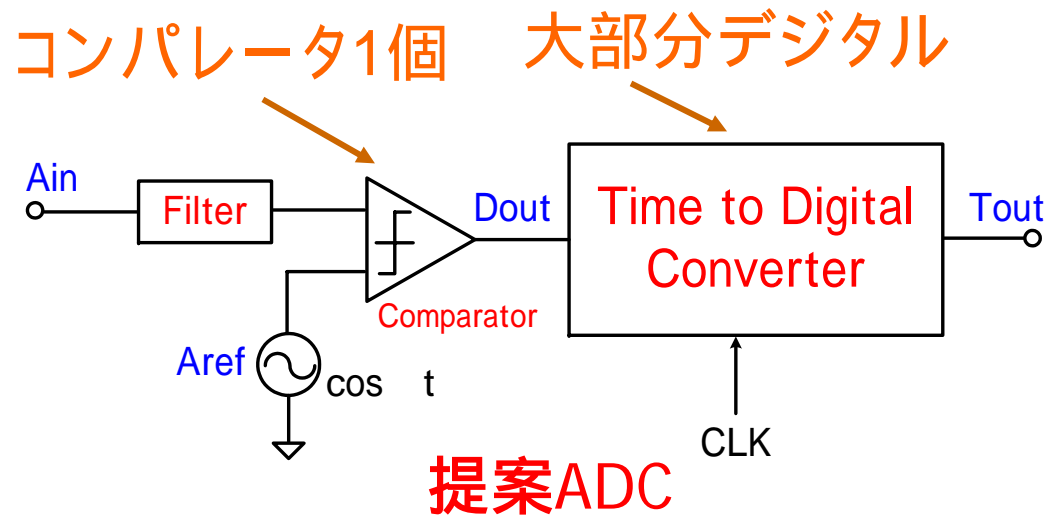 コンパレータ1個
大部分デジタル
Ain
Filter
Dout
Time to Digital
Converter
Tout
Comparator
Aref
cos t
CLK
提案ADC